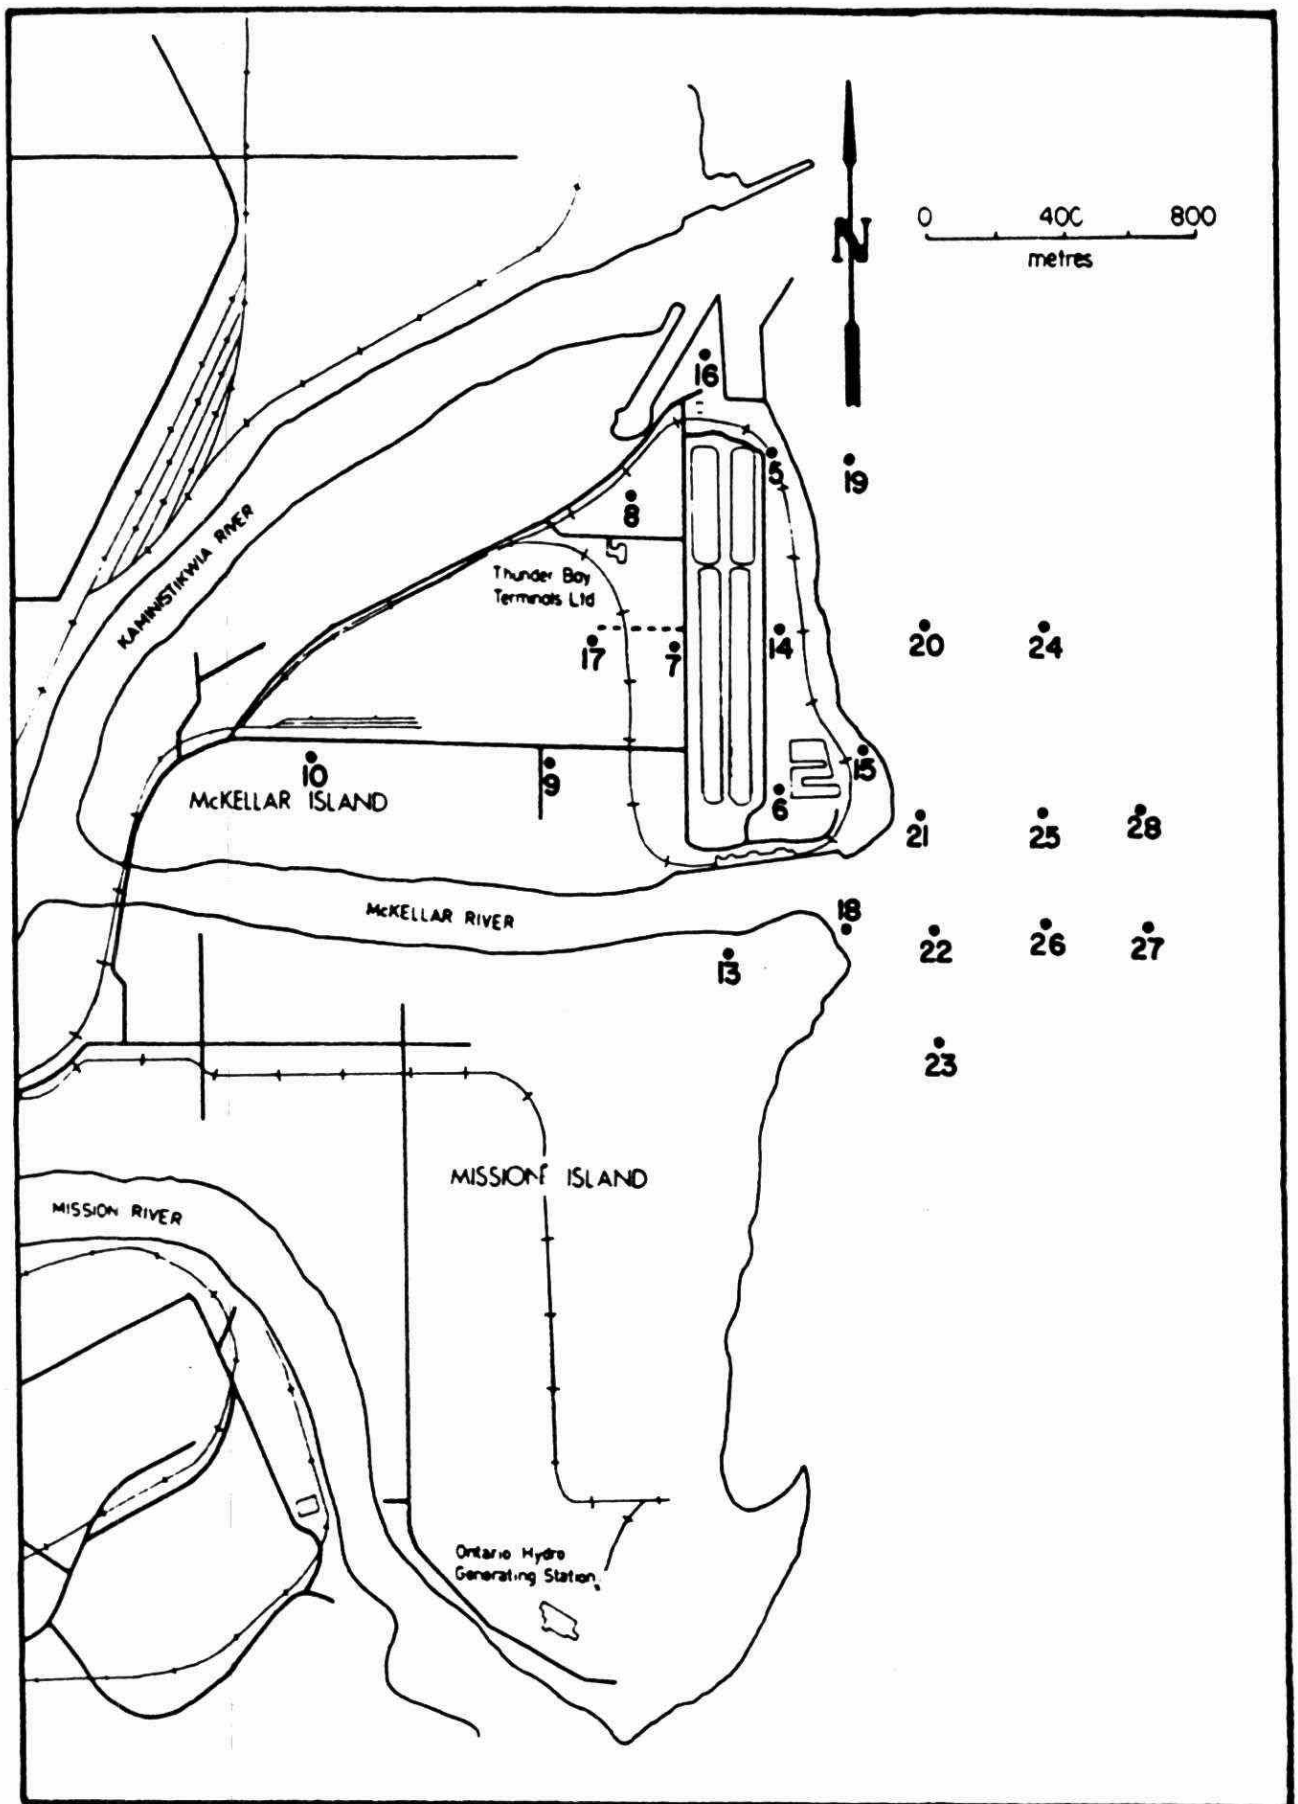 N
0 400 800
metres
16
5
19
8
KAMINISTIKWIA RIVER
Thunder Bay
Terminals Ltd
17
7
14
20
24
10
9
6
15
McKELLAR ISLAND
21
25
28
McKELLAR RIVER
18
13
22
26
27
23
MISSION ISLAND
MISSION RIVER
Ontario Hydro
Generating Station